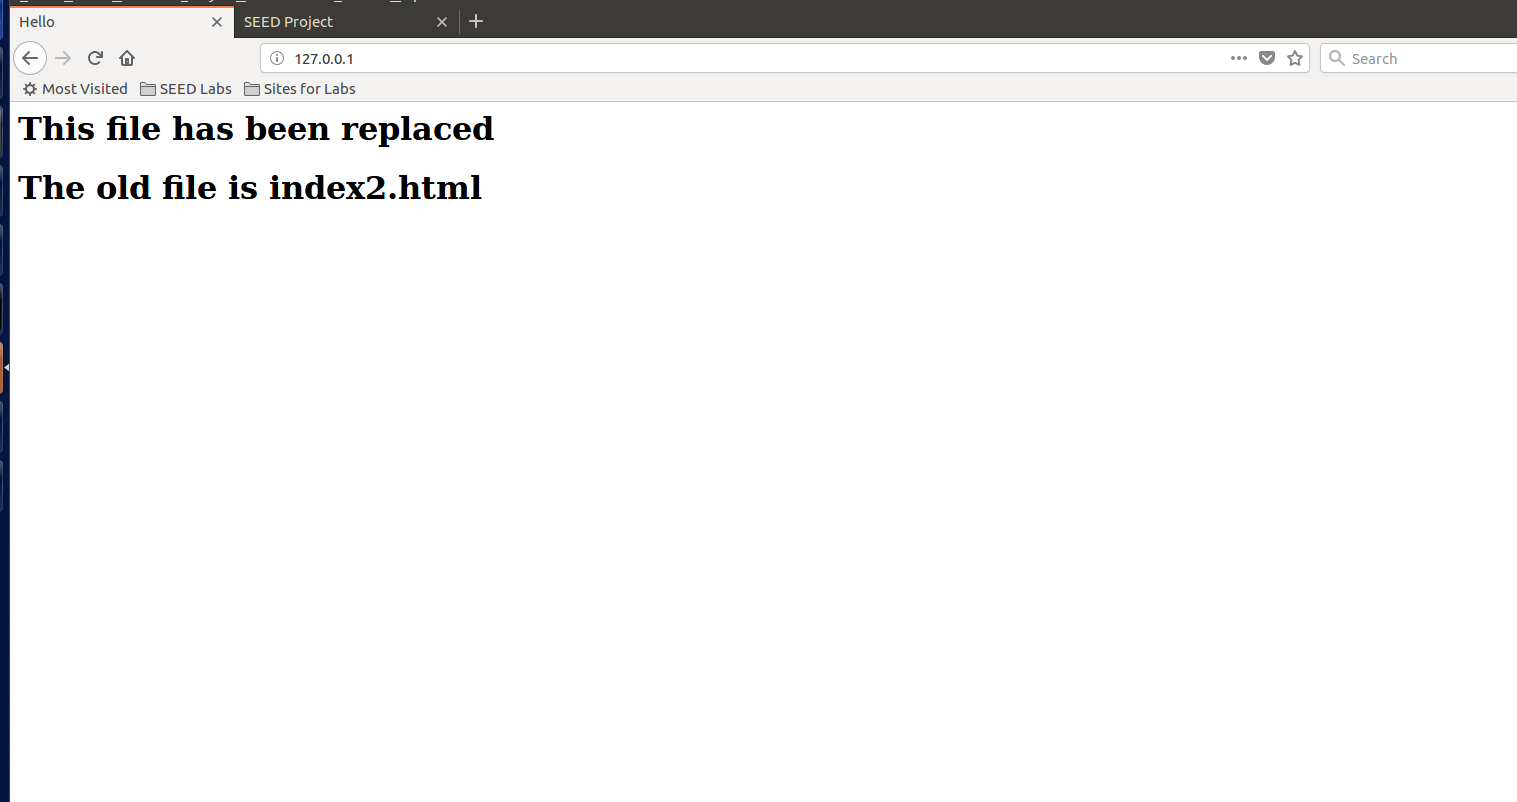 Hello
SEED Project
127.0.0.1
Search
Most Visited
SEED Labs
Sites for Labs
This file has been replaced
The old file is index2.html